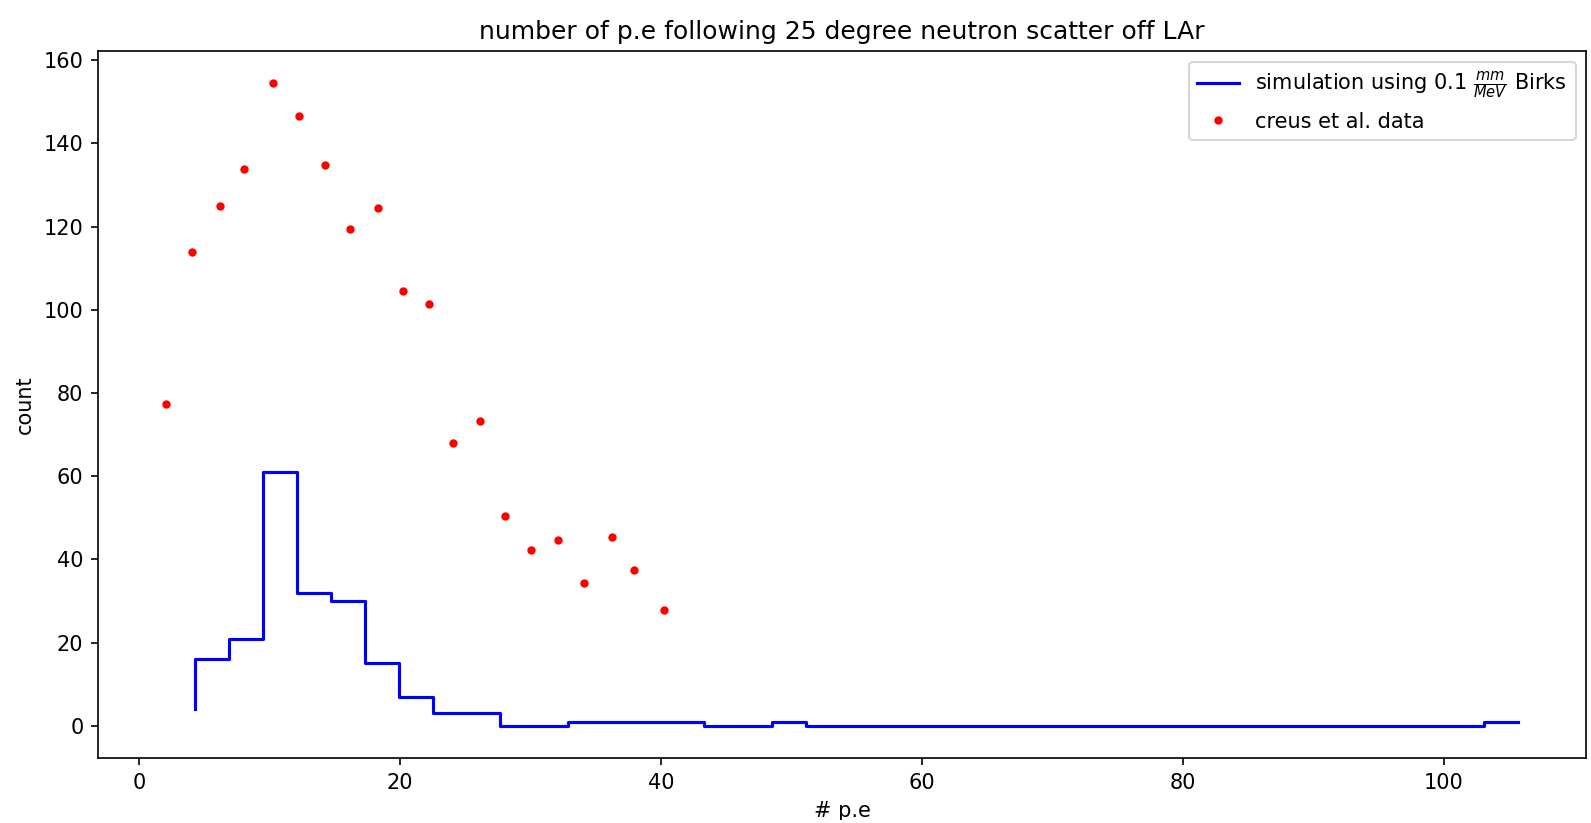 number of p.e following 25 degree neutron scatter off LAr
simulation using 0.1 mm/MeV Birks
creus et al. data
160
140
120
100
80
60
40
20
0
count
0 20 40 60 80 100
# p.e